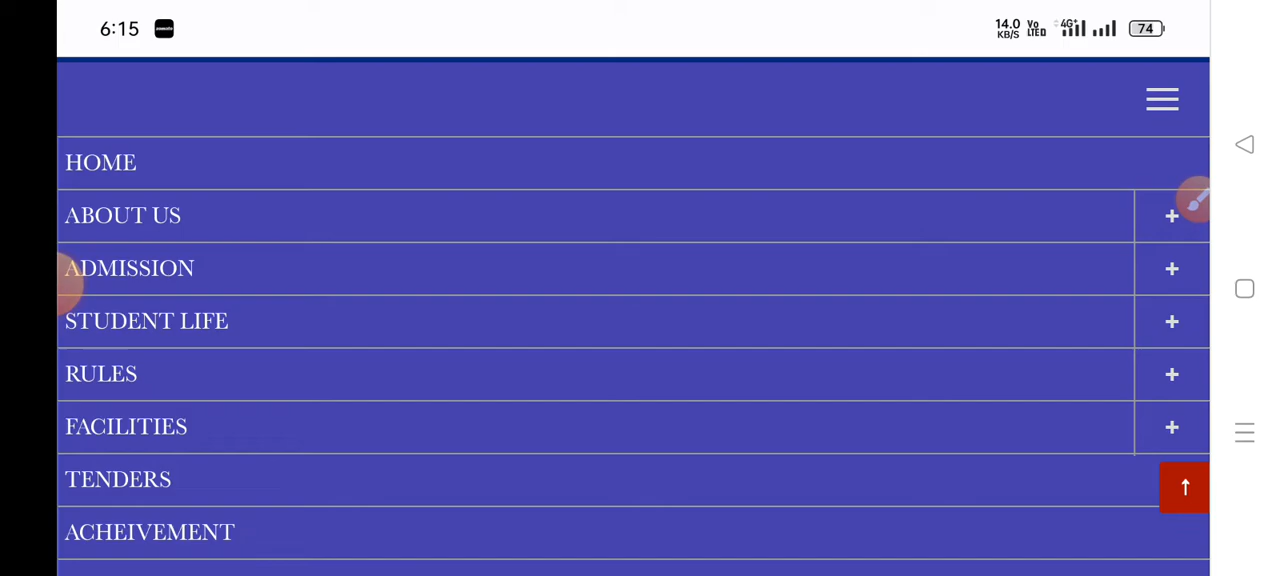 6:15
14.0 KB/S Vo LTED 4G+ 74
HOME
ABOUT US +
ADMISSION +
STUDENT LIFE +
RULES +
FACILITIES +
TENDERS
↑
ACHEIVEMENT